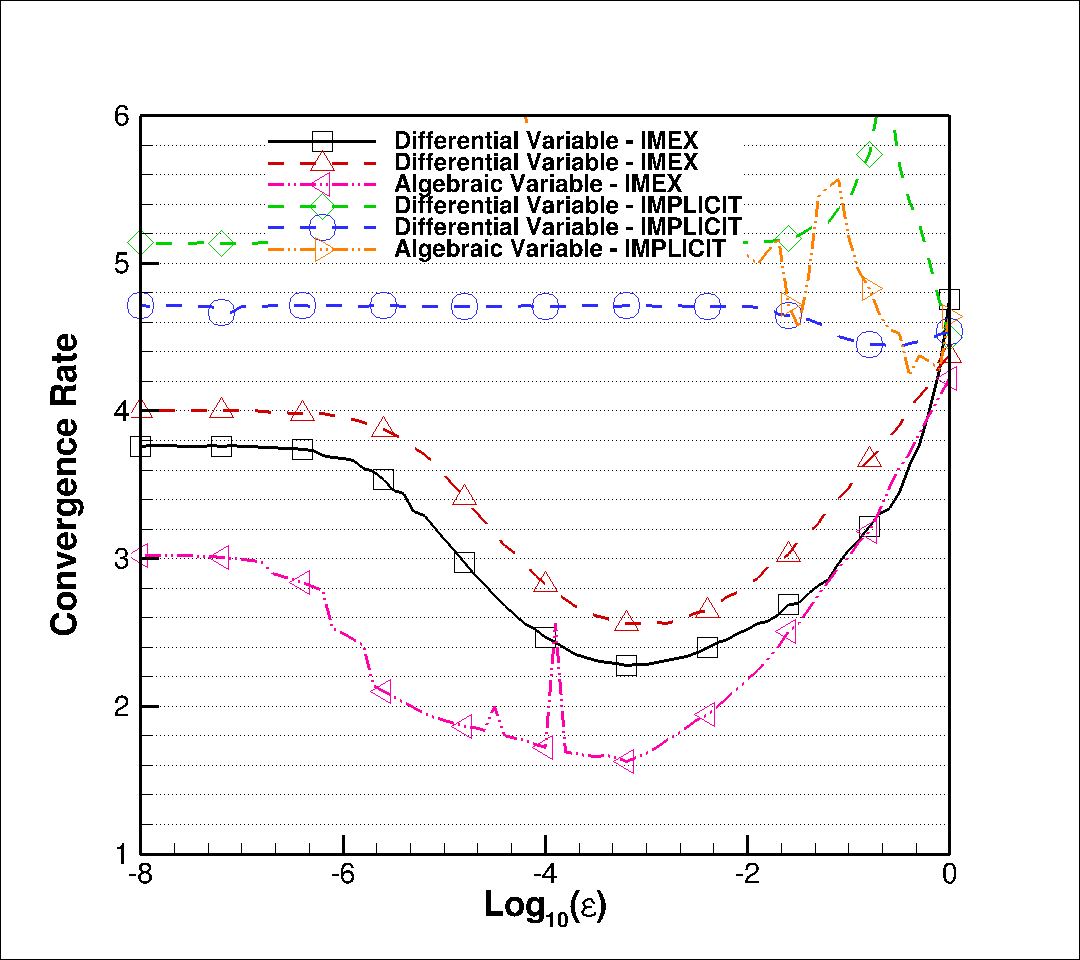 6
Differential Variable - IMEX
Differential Variable - IMEX
Algebraic Variable - IMEX
Differential Variable - IMPLICIT
Differential Variable - IMPLICIT
Algebraic Variable - IMPLICIT
5
4
3
2
1
Convergence Rate
-8 -6 -4 -2 0
Log10(ε)